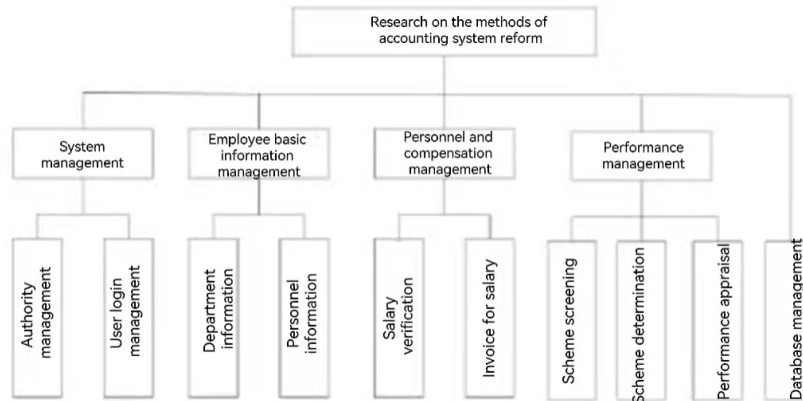 Research on the methods of
accounting system reform
System
management
Employee basic
information
management
Personnel and
compensation
management
Performance
management
Authority
management
User login
management
Department
information
Personnel
information
Salary
verification
Invoice for salary
Scheme screening
Scheme determination
Performance appraisal
Database management